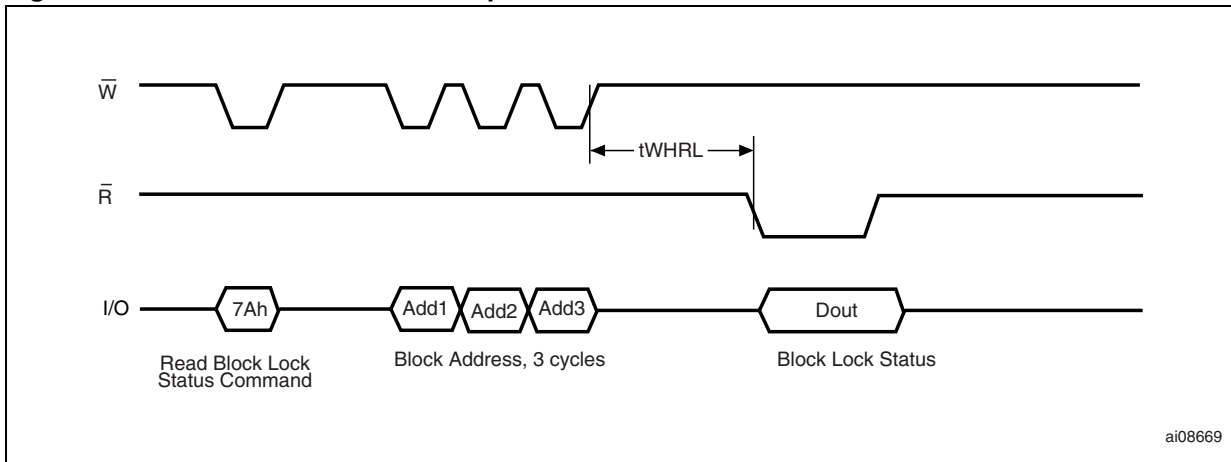 W̅
tWHRL
R̅
I/O
7Ah
Add1
Add2
Add3
Dout
Read Block Lock
Status Command
Block Address, 3 cycles
Block Lock Status
ai08669